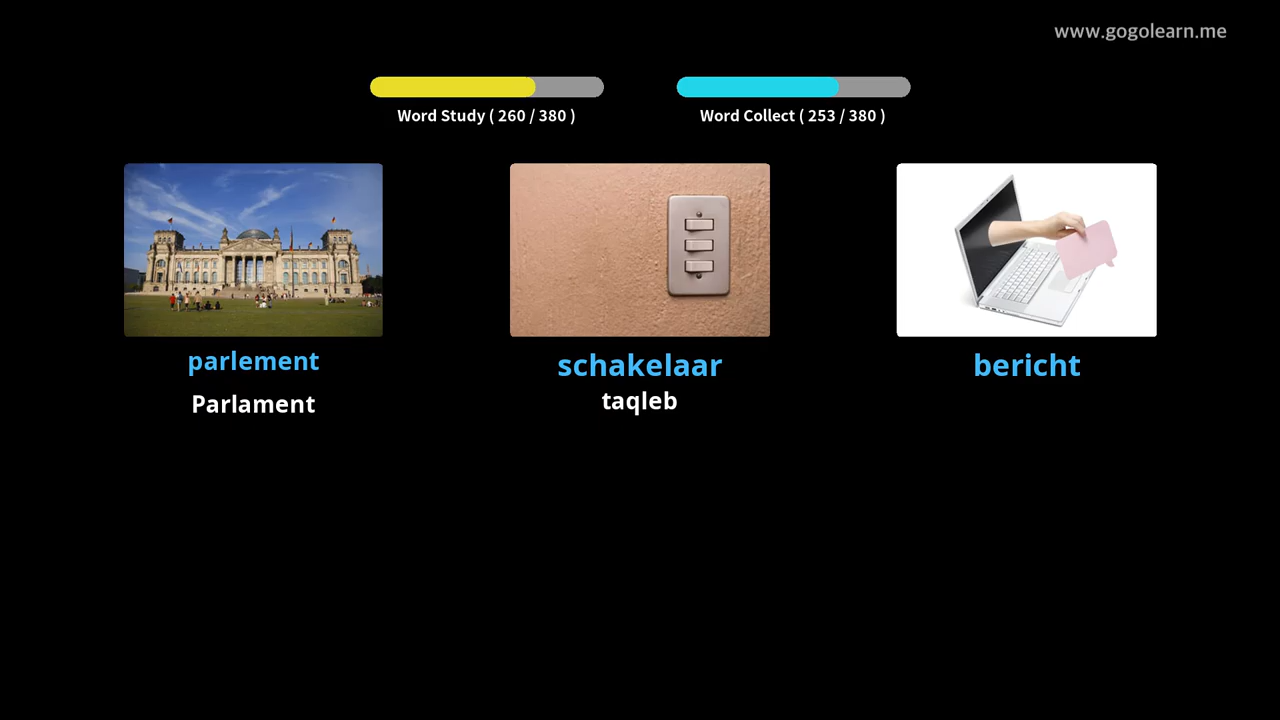 www.gogolearn.me
Word Study ( 260 / 380 )
Word Collect ( 253 / 380 )
parlement
Parlament
schakelaar
taqleb
bericht